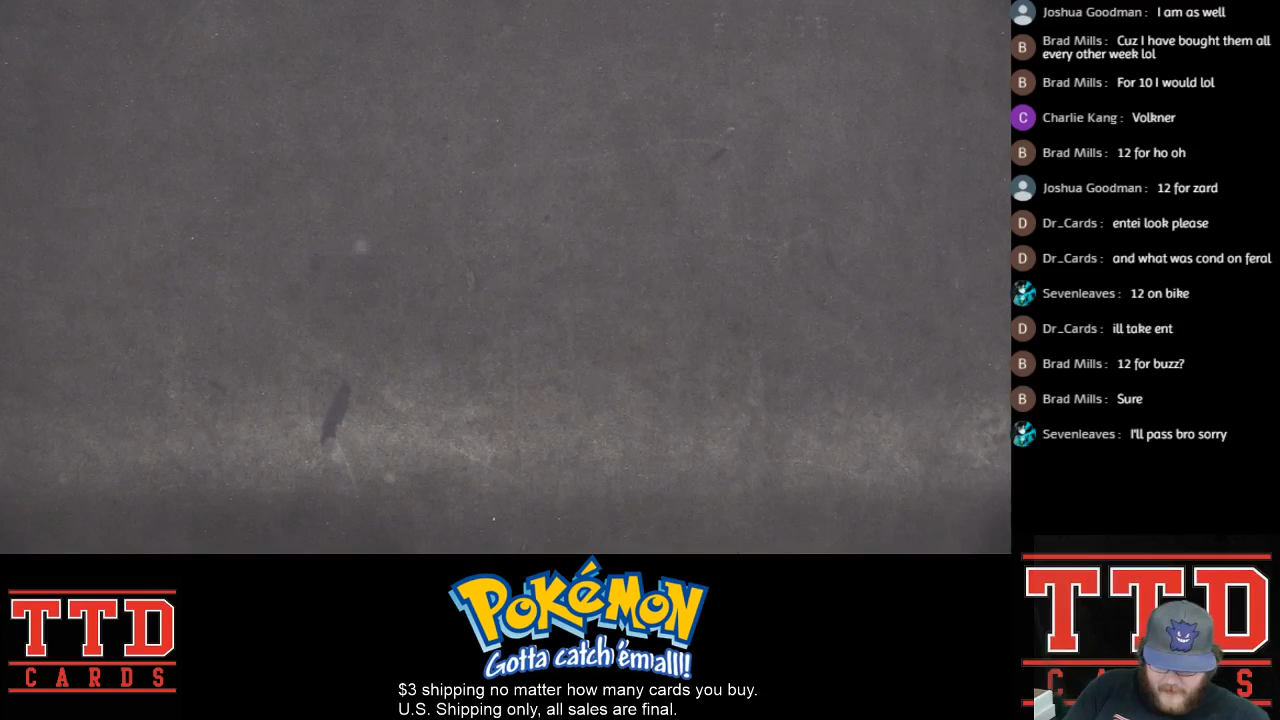 Joshua Goodman : I am as well
Brad Mills : Cuz I have bought them all
every other week lol
Brad Mills : For 10 I would lol
Charlie Kang : Volkner
Brad Mills : 12 for ho oh
Joshua Goodman : 12 for zard
Dr_Cards : entei look please
Dr_Cards : and what was cond on feral
Sevenleaves : 12 on bike
Dr_Cards : ill take ent
Brad Mills : 12 for buzz?
Brad Mills : Sure
Sevenleaves : I'll pass bro sorry
TTD
CARDS
POKéMON
Gotta catch 'em all!!
$3 shipping no matter how many cards you buy.
U.S. Shipping only, all sales are final.
TTD